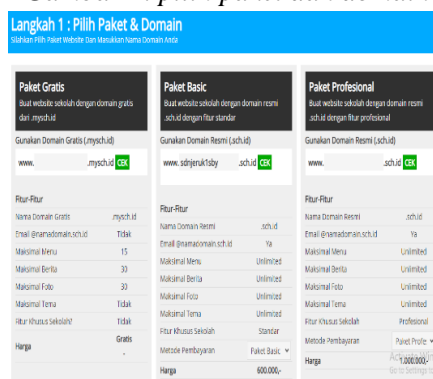 Langkah 1 : Pilih Paket & Domain
Silahkan Pilih Paket Website Dan Masukkan Nama Domain Anda
Paket Gratis
Buat website sekolah dengan domain gratis
dari .mysch.id
Gunakan Domain Gratis (.mysch.id)
www. .mysch.id CEK
Fitur-Fitur
Nama Domain Gratis .mysch.id
Email @namadomain.sch.id Tidak
Maksimal Menu 15
Maksimal Berita 30
Maksimal Foto 30
Maksimal Tema Tidak
Fitur Khusus Sekolah? Tidak
Harga Gratis
-
Paket Basic
Buat website sekolah dengan domain resmi
.sch.id dengan fitur standar
Gunakan Domain Resmi (.sch.id)
www. sdnjeruk1sby .sch.id CEK
Fitur-Fitur
Nama Domain Resmi .sch.id
Email @namadomain.sch.id Ya
Maksimal Menu Unlimited
Maksimal Berita Unlimited
Maksimal Foto Unlimited
Maksimal Tema Unlimited
Fitur Khusus Sekolah Standar
Metode Pembayaran Paket Basic
Harga 600.000,-
Paket Profesional
Buat website sekolah dengan domain resmi
.sch.id dengan fitur profesional
Gunakan Domain Resmi (.sch.id)
www. .sch.id CEK
Fitur-Fitur
Nama Domain Resmi .sch.id
Email @namadomain.sch.id Ya
Maksimal Menu Unlimited
Maksimal Berita Unlimited
Maksimal Foto Unlimited
Maksimal Tema Unlimited
Fitur Khusus Sekolah Profesional
Metode Pembayaran Paket Profe
Harga 1.000.000,-